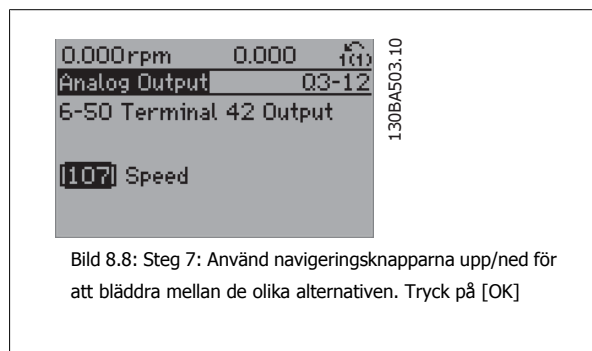 0.000rpm 0.000 1(1)
Analog Output 03-12
6-50 Terminal 42 Output
[107] Speed
130BA503.10
Bild 8.8: Steg 7: Använd navigeringsknapparna upp/ned för
att bläddra mellan de olika alternativen. Tryck på [OK]